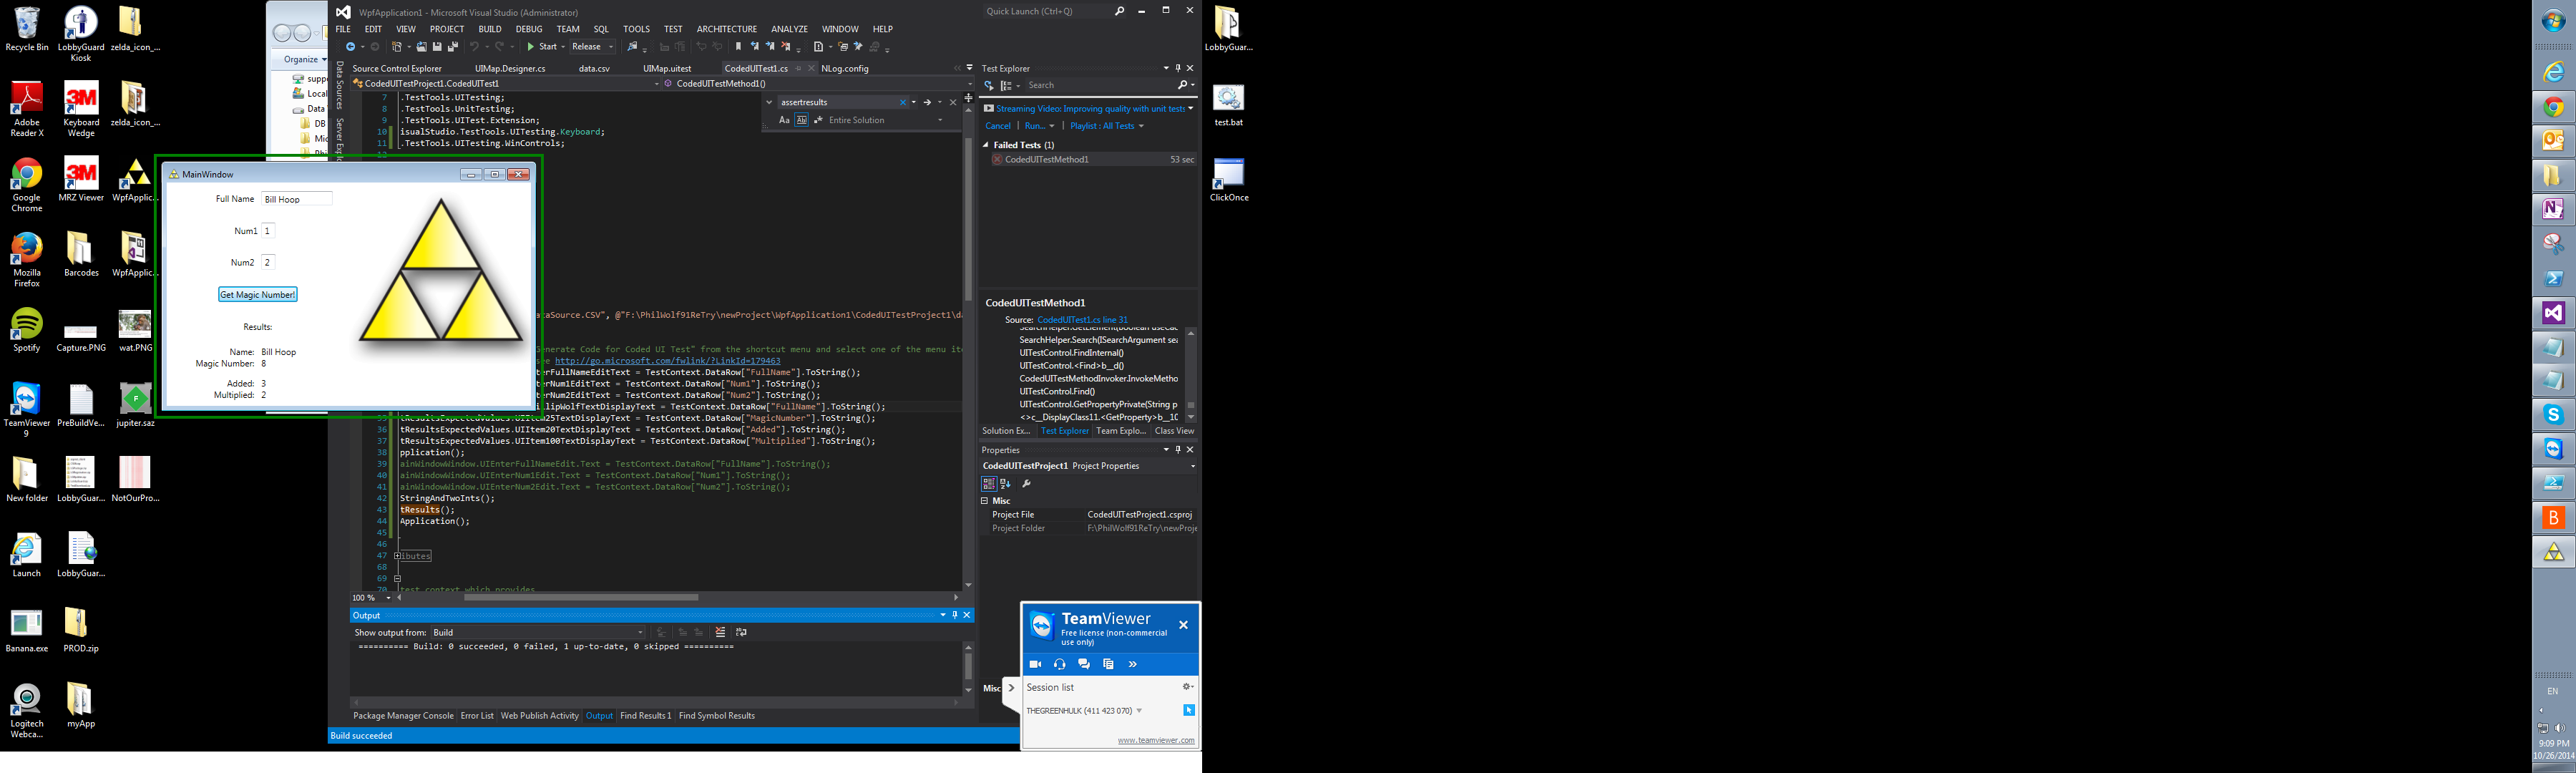 Recycle Bin
LobbyGuard Kiosk
zelda_icon_...
Adobe Reader X
Keyboard Wedge
zelda_icon_...
Google Chrome
MRZ Viewer
WpfApplic...
Mozilla Firefox
Barcodes
WpfApplic...
Spotify
Capture.PNG
wat.PNG
TeamViewer 9
PreBuildVe...
jupiter.saz
New folder
LobbyGuar...
NotOurPro...
Launch
LobbyGuar...
Banana.exe
PROD.zip
Logitech Webca...
myApp
Organize
MainWindow
Full Name Bill Hoop
Num1 1
Num2 2
Get Magic Number!
Results:
Name: Bill Hoop
Magic Number: 8
Added: 3
Multiplied: 2
WpfApplication1 - Microsoft Visual Studio (Administrator)
Quick Launch (Ctrl+Q)
FILE EDIT VIEW PROJECT BUILD DEBUG TEAM SQL TOOLS TEST ARCHITECTURE ANALYZE WINDOW HELP
Start Release
Source Control Explorer UIMap.Designer.cs data.csv UIMap.uitest CodedUITest1.cs NLog.config
Data Sources
Server Explo
CodedUITestProject1.CodedUITest1 CodedUITestMethod1()
assertresults
Entire Solution
7 .TestTools.UITesting;
8 .TestTools.UnitTesting;
9 .TestTools.UITest.Extension;
10 isualStudio.TestTools.UITesting.Keyboard;
11 .TestTools.UITesting.WinControls;
taSource.CSV", @"F:\PhilWolf91ReTry\newProject\WpfApplication1\CodedUITestProject1\da
Generate Code for Coded UI Test" from the shortcut menu and select one of the menu ite
ee http://go.microsoft.com/fwlink/?LinkId=179463
terFullNameEditText = TestContext.DataRow["FullName"].ToString();
terNum1EditText = TestContext.DataRow["Num1"].ToString();
terNum2EditText = TestContext.DataRow["Num2"].ToString();
illipWolfTextDisplayText = TestContext.DataRow["FullName"].ToString();
35 tResultsExpectedValues.UIItem25TextDisplayText = TestContext.DataRow["MagicNumber"].ToString();
36 tResultsExpectedValues.UIItem20TextDisplayText = TestContext.DataRow["Added"].ToString();
37 tResultsExpectedValues.UIItem100TextDisplayText = TestContext.DataRow["Multiplied"].ToString();
38 pplication();
39 ainWindowWindow.UIEnterFullNameEdit.Text = TestContext.DataRow["FullName"].ToString();
40 ainWindowWindow.UIEnterNum1Edit.Text = TestContext.DataRow["Num1"].ToString();
41 ainWindowWindow.UIEnterNum2Edit.Text = TestContext.DataRow["Num2"].ToString();
42 StringAndTwoInts();
43 tResults();
44 Application();
45
46
47 ibutes
68
69
70 test context which provides
100 %
Output
Show output from: Build
========== Build: 0 succeeded, 0 failed, 1 up-to-date, 0 skipped ==========
Package Manager Console Error List Web Publish Activity Output Find Results 1 Find Symbol Results
Build succeeded
Test Explorer
Search
Streaming Video: Improving quality with unit tests
Cancel | Run... | Playlist : All Tests
Failed Tests (1)
CodedUITestMethod1 53 sec
CodedUITestMethod1
Source: CodedUITest1.cs line 31
SearchHelper.GetElement(Boolean useCac
SearchHelper.Search(ISearchArgument sea
UITestControl.FindInternal()
UITestControl.<Find>b__d()
CodedUITestMethodInvoker.InvokeMetho
UITestControl.Find()
UITestControl.GetPropertyPrivate(String p
<>c__DisplayClass11.<GetProperty>b__10
Solution Ex... Test Explorer Team Explo... Class View
Properties
CodedUITestProject1 Project Properties
Misc
Project File CodedUITestProject1.csproj
Project Folder F:\PhilWolf91ReTry\newProje
Misc
TeamViewer
Free license (non-commercial use only)
Session list
THEGREENHULK (411 423 070)
www.teamviewer.com
LobbyGuar...
test.bat
ClickOnce
EN
9:09 PM
10/26/2014